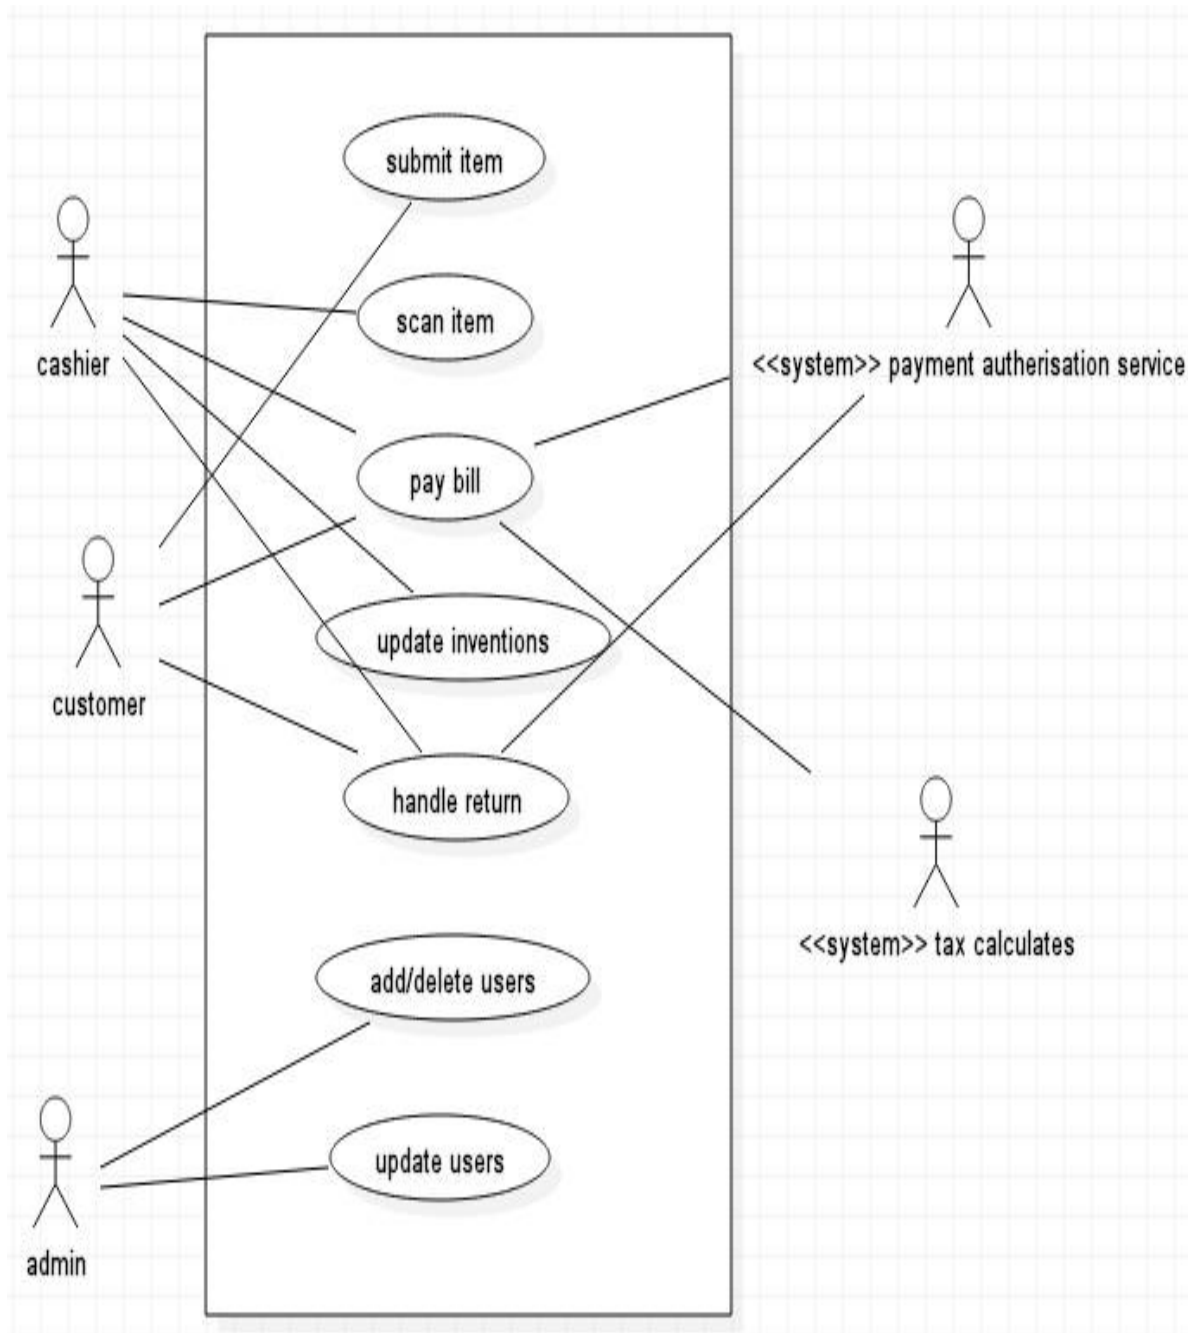 submit item
scan item
cashier
<<system>> payment autherisation service
pay bill
update inventions
customer
handle return
<<system>> tax calculates
add/delete users
update users
admin